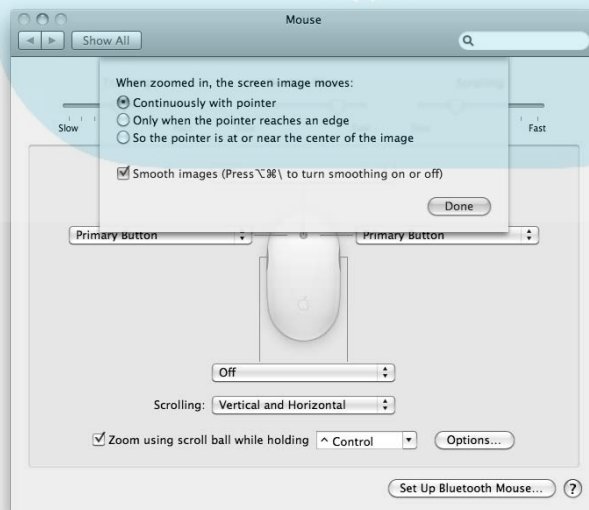 Mouse
Show All
When zoomed in, the screen image moves:
Continuously with pointer
Only when the pointer reaches an edge
So the pointer is at or near the center of the image
Slow
Fast
Smooth images (Press⌥⌘\ to turn smoothing on or off)
Done
Primary Button
Primary Button
Off
Scrolling: Vertical and Horizontal
Zoom using scroll ball while holding ^ Control Options...
Set Up Bluetooth Mouse... ?